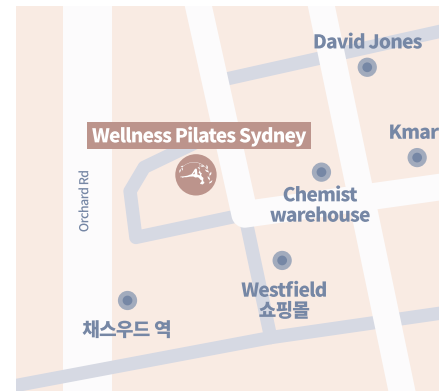 David Jones
Kmar
Wellness Pilates Sydney
Orchard Rd
Chemist
warehouse
Westfield
쇼핑몰
채스우드 역